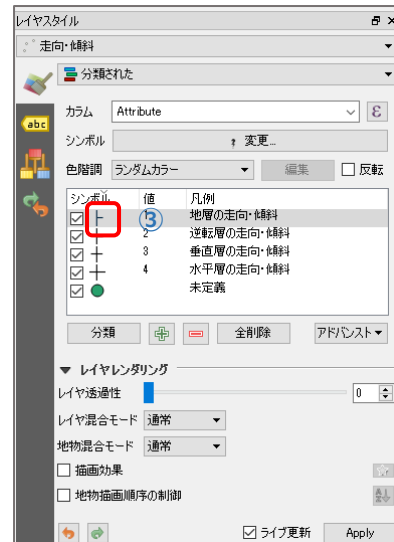 レイヤスタイル
走向・傾斜
分類された
abc
カラム Attribute ε
シンボル 変更...
色階調 ランダムカラー 編集 反転
シンボル 値 凡例
③ 地層の走向・傾斜
2 逆転層の走向・傾斜
3 垂直層の走向・傾斜
4 水平層の走向・傾斜
未定義
分類 全削除 アドバンスト
レイヤレンダリング
レイヤ透過性 0
レイヤ混合モード 通常
地物混合モード 通常
描画効果
地物描画順序の制御
ライブ更新 Apply